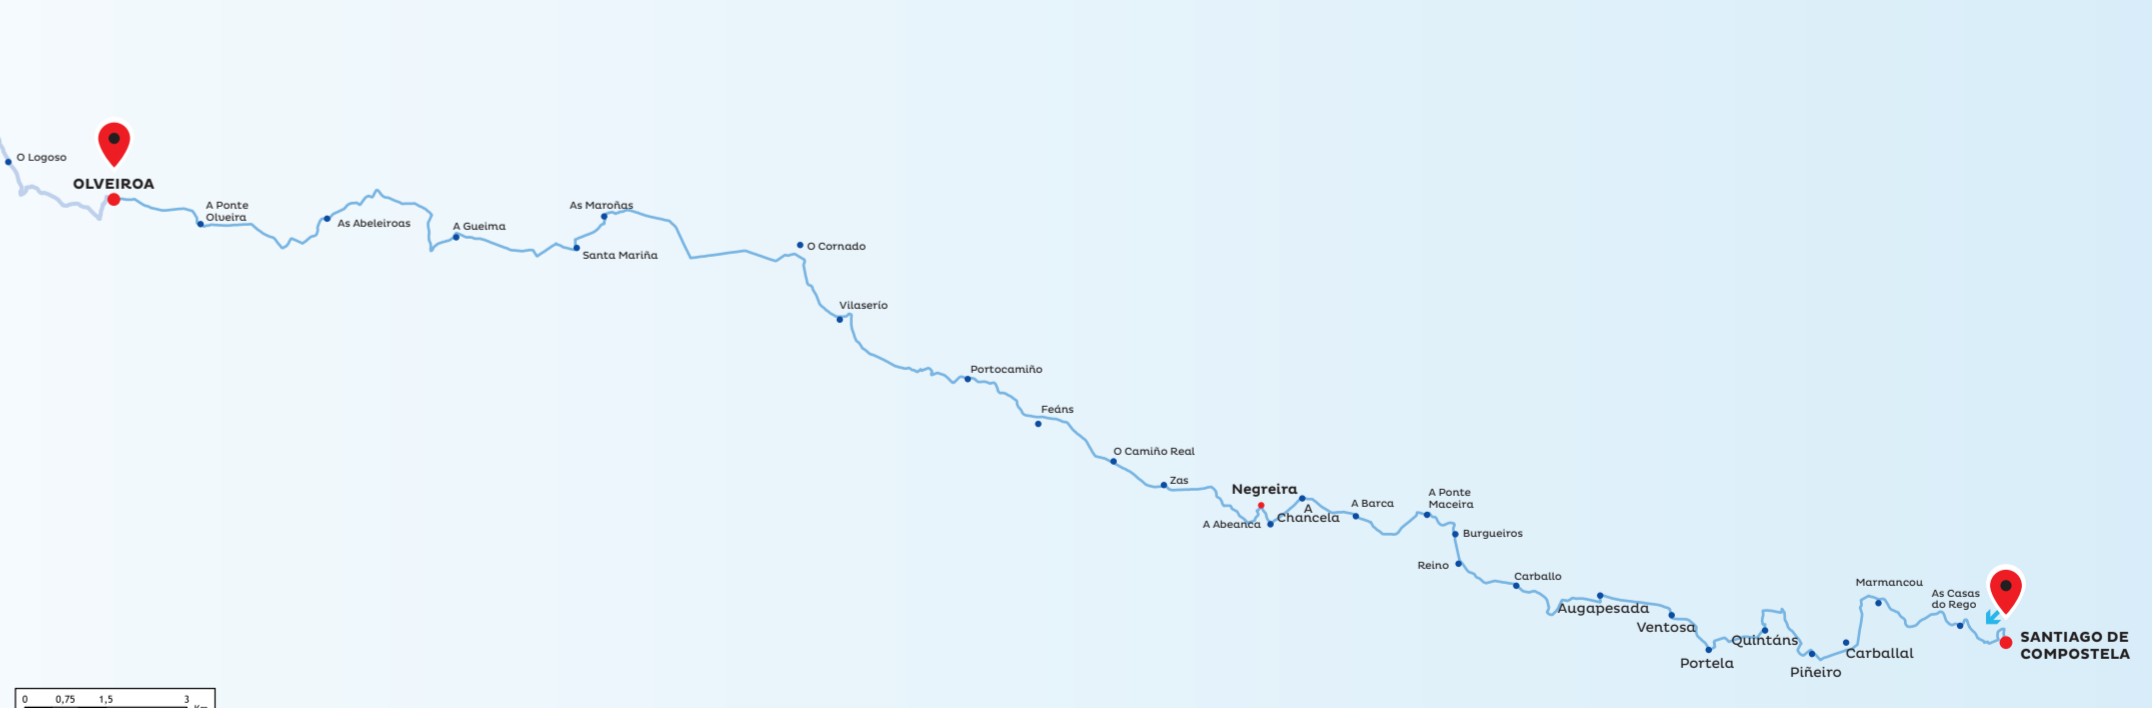 O Logoso
OLVEIROA
A Ponte
Olveira
As Abeleiroas
A Gueima
As Maroñas
Santa Mariña
O Cornado
Vilaserío
Portocamiño
Feáns
O Camiño Real
Zas
Negreira
A Abeanca
A
Chancela
A Barca
A Ponte
Maceira
Burgueiros
Reino
Carballo
Augapesada
Ventosa
Portela
Quintáns
Piñeiro
Carballal
Marmancou
As Casas
do Rego
SANTIAGO DE
COMPOSTELA
0 0,75 1,5 3
Km